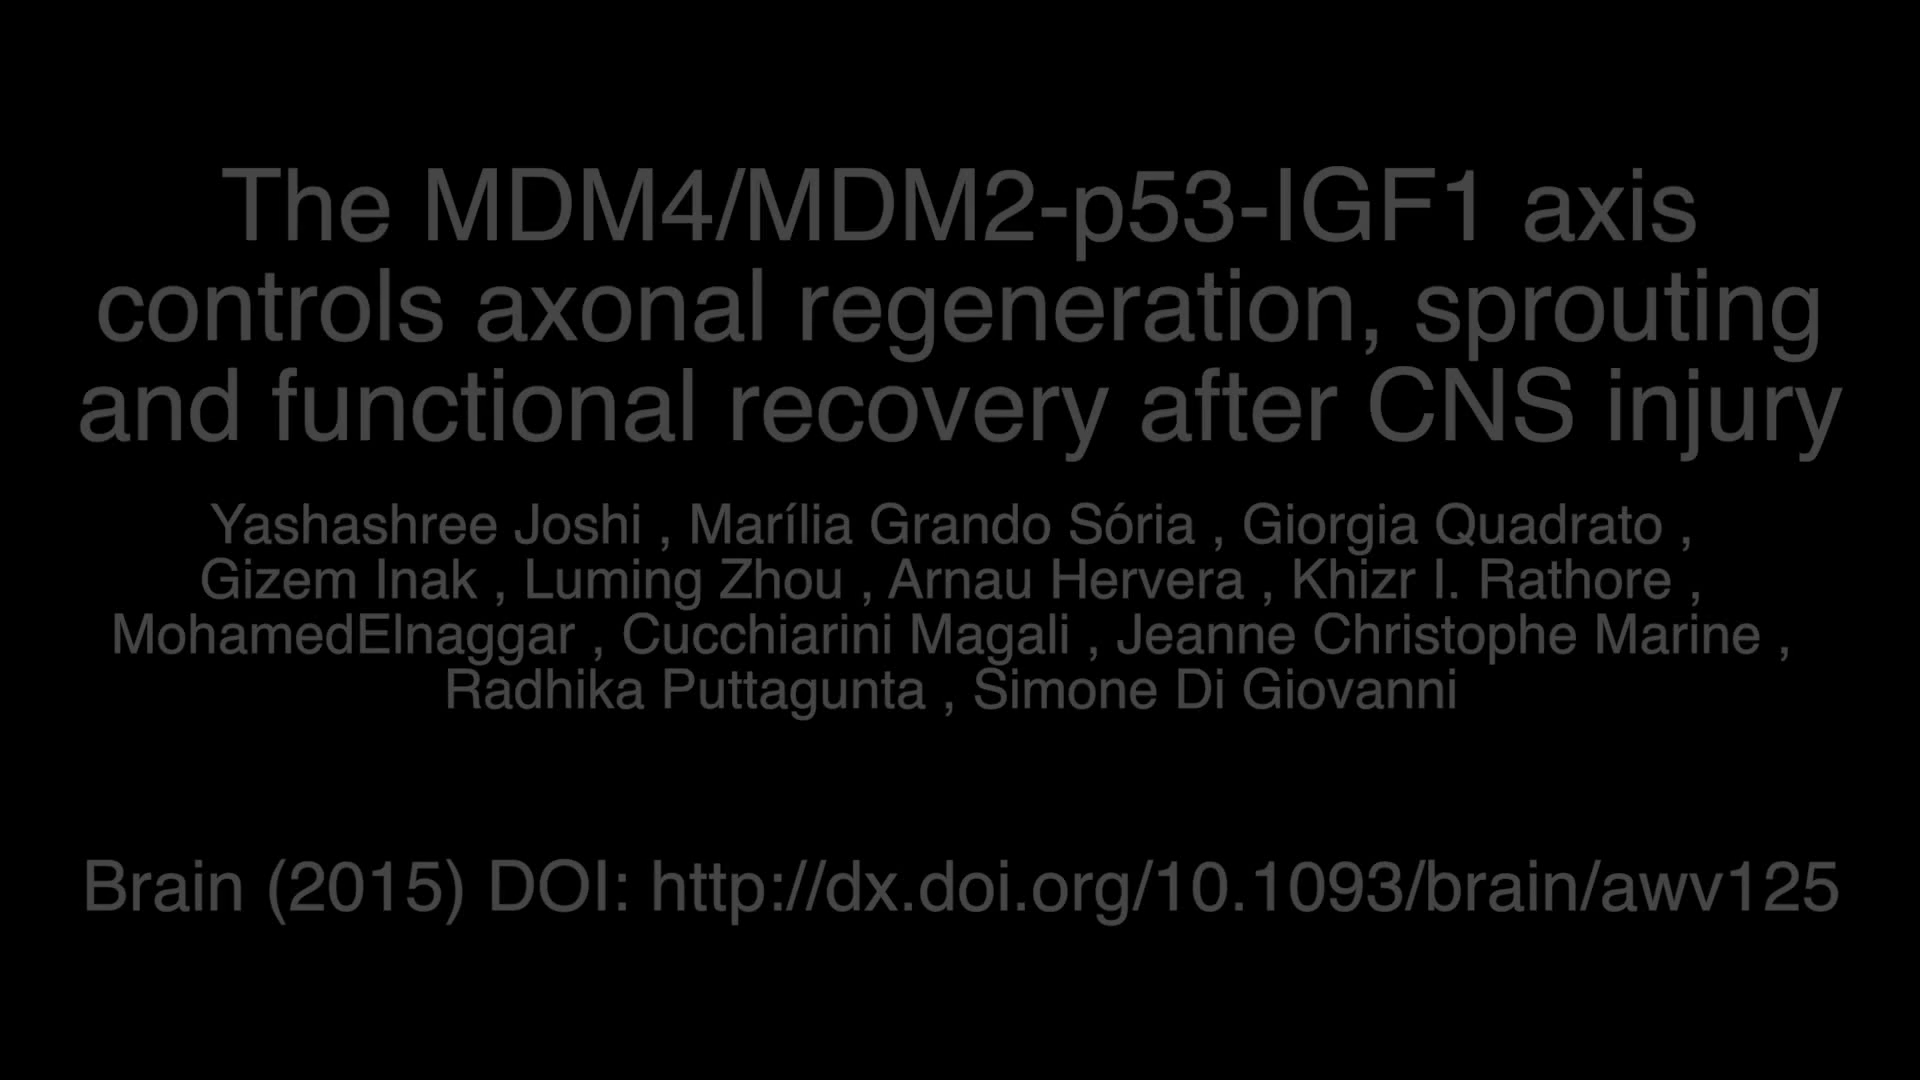 The MDM4/MDM2-p53-IGF1 axis
controls axonal regeneration, sprouting
and functional recovery after CNS injury
Yashashree Joshi , Marília Grando Sória , Giorgia Quadrato ,
Gizem Inak , Luming Zhou , Arnau Hervera , Khizr I. Rathore ,
MohamedElnaggar , Cucchiarini Magali , Jeanne Christophe Marine ,
Radhika Puttagunta , Simone Di Giovanni
Brain (2015) DOI: http://dx.doi.org/10.1093/brain/awv125